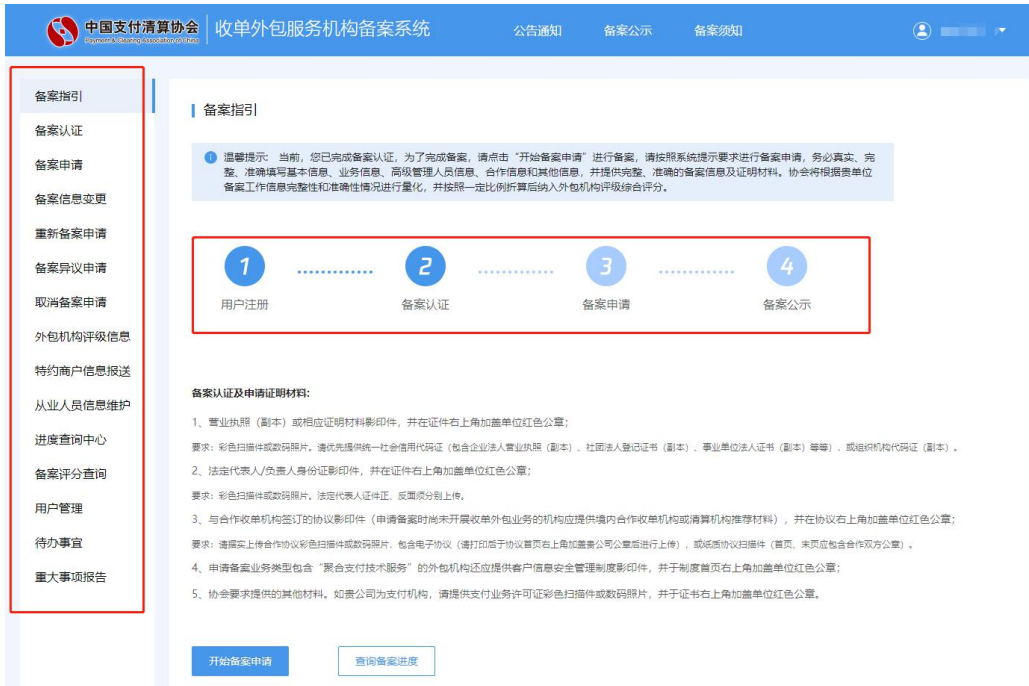 中国支付清算协会
Payment & Clearing Association of China
收单外包服务机构备案系统
公告通知
备案公示
备案须知
备案指引
备案认证
备案申请
备案信息变更
重新备案申请
备案异议申请
取消备案申请
外包机构评级信息
特约商户信息报送
从业人员信息维护
进度查询中心
备案评分查询
用户管理
待办事宜
重大事项报告
备案指引
温馨提示: 当前，您已完成备案认证，为了完成备案，请点击“开始备案申请”进行备案，请按照系统提示要求进行备案申请，务必真实、完
整、准确填写基本信息、业务信息、高级管理人员信息、合作信息和其他信息，并提供完整、准确的备案信息及证明材料。协会将根据贵单位
备案工作信息完整性和准确性情况进行量化，并按照一定比例折算后纳入外包机构评级综合评分。
1
2
3
4
用户注册
备案认证
备案申请
备案公示
备案认证及申请证明材料:
1、营业执照（副本）或相应证明材料影印件，并在证件右上角加盖单位红色公章；
要求：彩色扫描件或数码照片。请优先提供统一社会信用代码证（包含企业法人营业执照（副本）、社团法人登记证书（副本）、事业单位法人证书（副本）等等）、或组织机构代码证（副本）。
2、法定代表人/负责人身份证影印件，并在证件右上角加盖单位红色公章；
要求：彩色扫描件或数码照片。法定代表人证件正、反面须分别上传。
3、与合作收单机构签订的协议影印件（申请备案时尚未开展收单外包业务的机构应提供境内合作收单机构或清算机构推荐材料），并在协议右上角加盖单位红色公章；
要求：请据实上传合作协议彩色扫描件或数码照片，包含电子协议（请打印后于协议首页右上角加盖贵公司公章后进行上传）、或纸质协议扫描件（首页、末页应包含合作双方公章）。
4、申请备案业务类型包含“聚合支付技术服务”的外包机构还应提供客户信息安全管理制度影印件，并于制度首页右上角加盖单位红色公章；
5、协会要求提供的其他材料。如贵公司为支付机构，请提供支付业务许可证彩色扫描件或数码照片，并于证书右上角加盖单位红色公章。
开始备案申请
查询备案进度